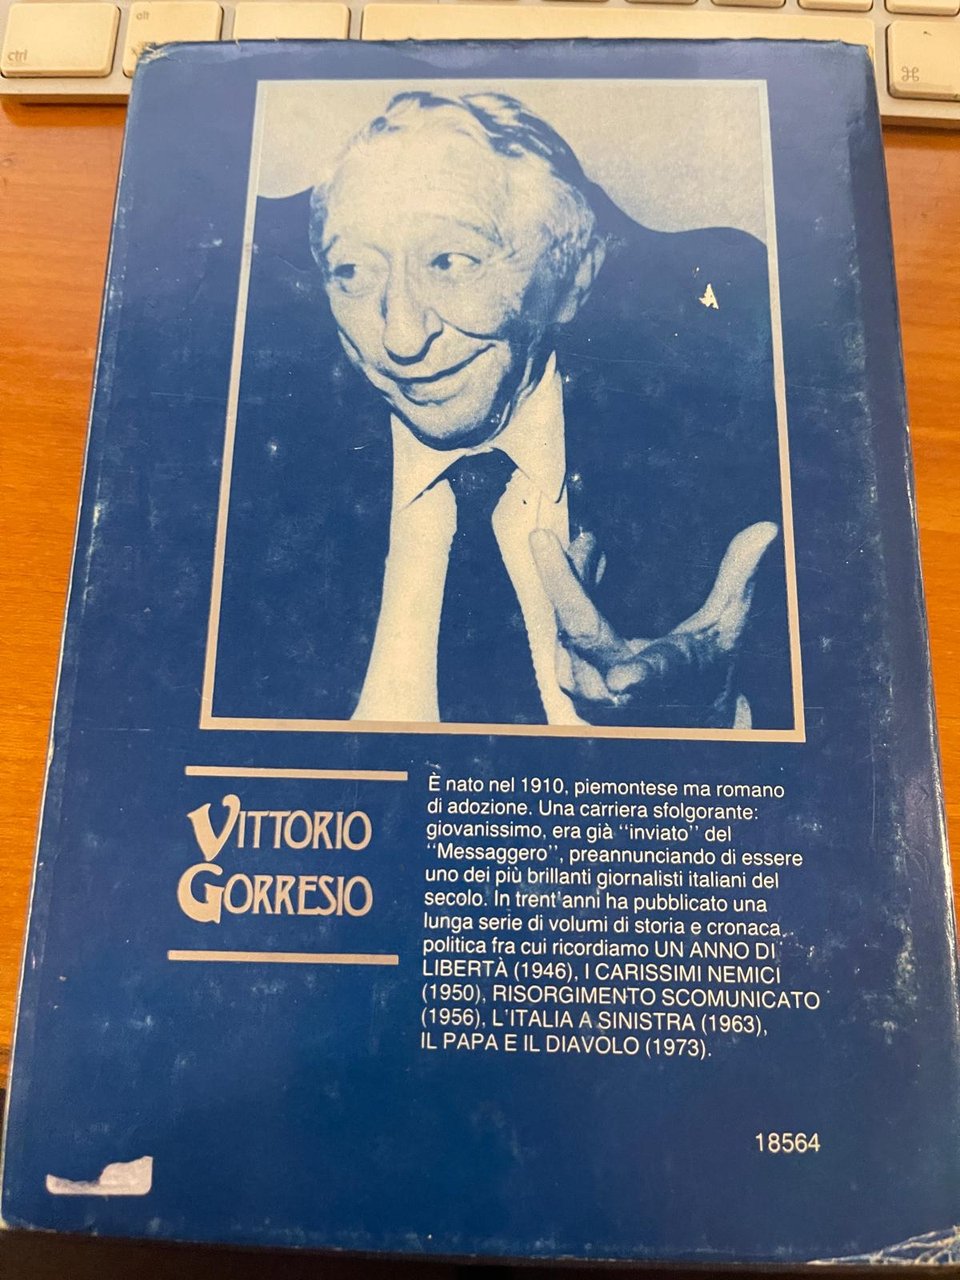 ctrl
alt
⌘
È nato nel 1910, piemontese ma romano
di adozione. Una carriera sfolgorante:
giovanissimo, era già "inviato" del
"Messaggero", preannunciando di essere
uno dei più brillanti giornalisti italiani del
secolo. In trent'anni ha pubblicato una
lunga serie di volumi di storia e cronaca
politica fra cui ricordiamo UN ANNO DI
LIBERTÀ (1946), I CARISSIMI NEMICI
(1950), RISORGIMENTO SCOMUNICATO
(1956), L'ITALIA A SINISTRA (1963),
IL PAPA E IL DIAVOLO (1973).
VITTORIO
GORRESIO
18564